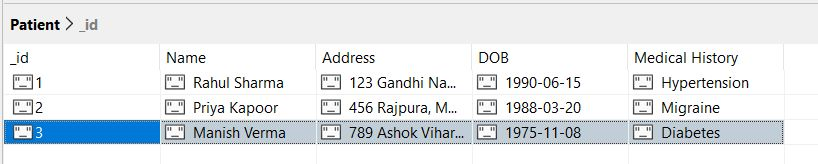 Patient > _id
_id Name Address DOB Medical History
1 Rahul Sharma 123 Gandhi Na... 1990-06-15 Hypertension
2 Priya Kapoor 456 Rajpura, M... 1988-03-20 Migraine
3 Manish Verma 789 Ashok Vihar... 1975-11-08 Diabetes